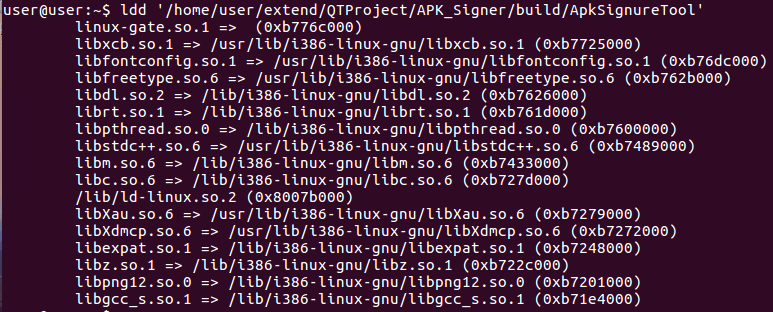 user@user:~$ ldd '/home/user/extend/QTProject/APK_Signer/build/ApkSignureTool'
linux-gate.so.1 =>  (0xb776c000)
libxcb.so.1 => /usr/lib/i386-linux-gnu/libxcb.so.1 (0xb7725000)
libfontconfig.so.1 => /usr/lib/i386-linux-gnu/libfontconfig.so.1 (0xb76dc000)
libfreetype.so.6 => /usr/lib/i386-linux-gnu/libfreetype.so.6 (0xb762b000)
libdl.so.2 => /lib/i386-linux-gnu/libdl.so.2 (0xb7626000)
librt.so.1 => /lib/i386-linux-gnu/librt.so.1 (0xb761d000)
libpthread.so.0 => /lib/i386-linux-gnu/libpthread.so.0 (0xb7600000)
libstdc++.so.6 => /usr/lib/i386-linux-gnu/libstdc++.so.6 (0xb7489000)
libm.so.6 => /lib/i386-linux-gnu/libm.so.6 (0xb7433000)
libc.so.6 => /lib/i386-linux-gnu/libc.so.6 (0xb727d000)
/lib/ld-linux.so.2 (0x8007b000)
libXau.so.6 => /usr/lib/i386-linux-gnu/libXau.so.6 (0xb7279000)
libXdmcp.so.6 => /usr/lib/i386-linux-gnu/libXdmcp.so.6 (0xb7272000)
libexpat.so.1 => /lib/i386-linux-gnu/libexpat.so.1 (0xb7248000)
libz.so.1 => /lib/i386-linux-gnu/libz.so.1 (0xb722c000)
libpng12.so.0 => /lib/i386-linux-gnu/libpng12.so.0 (0xb7201000)
libgcc_s.so.1 => /lib/i386-linux-gnu/libgcc_s.so.1 (0xb71e4000)